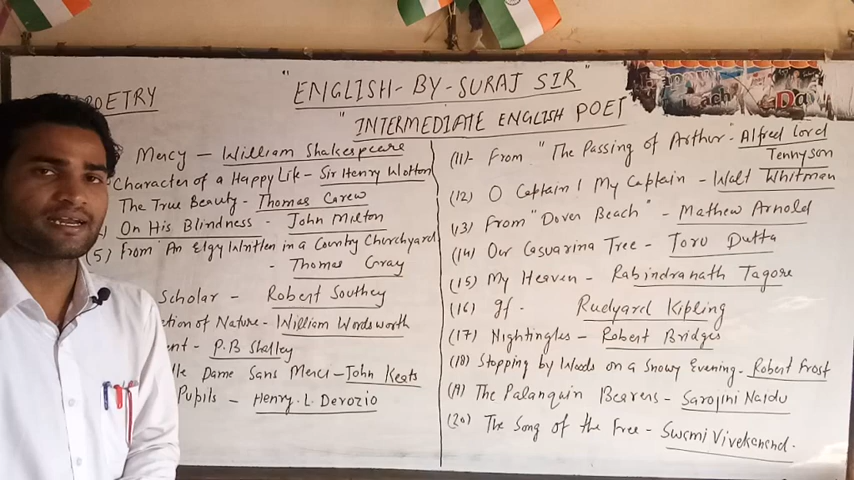 POETRY
"ENGLISH-BY-SURAJ SIR"
"INTERMEDIATE ENGLISH POET
Mercy - William Shakespeare
Character of a Happy Life - Sir Henry Wotton
The True Beauty - Thomas Carew
On His Blindness - John Milton
(5) From "An Elgy Written in a Country Churchyard
- Thomas Gray
Scholar - Robert Southey
tion of Nature - William Wordsworth
ent - P.B Shelley
lle Dame Sans Merci - John Keats
Pupils - Henry. L. Derozio
(11)- From "The Passing of Arthur" - Alfred Lord
Tennyson
(12) O Captain! My Captain - Walt Whitman
(13) From "Dover Beach" - Mathew Arnold
(14) Our Casuarina Tree - Toru Dutta
(15) My Heaven - Rabindranath Tagore
(16) If - Rudyard Kipling
(17) Nightingles - Robert Bridges
(18) Stopping by Woods on a Snowy Evening - Robert Frost
(19) The Palanquin Bearers - Sarojini Naidu
(20) The Song of the Free - Swami Vivekanand.